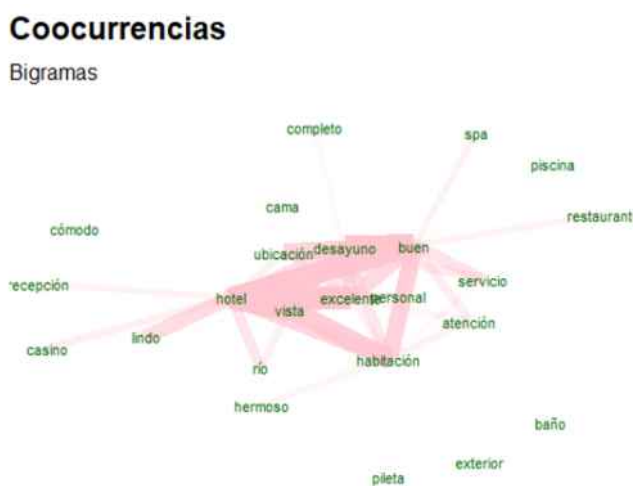 Coocurrencias
Bigramas
completo
spa
piscina
cama
restaurant
cómodo
ubicación
desayuno
buen
recepción
hotel
vista
excelente
personal
servicio
casino
lindo
río
habitación
atención
hermoso
baño
exterior
pileta